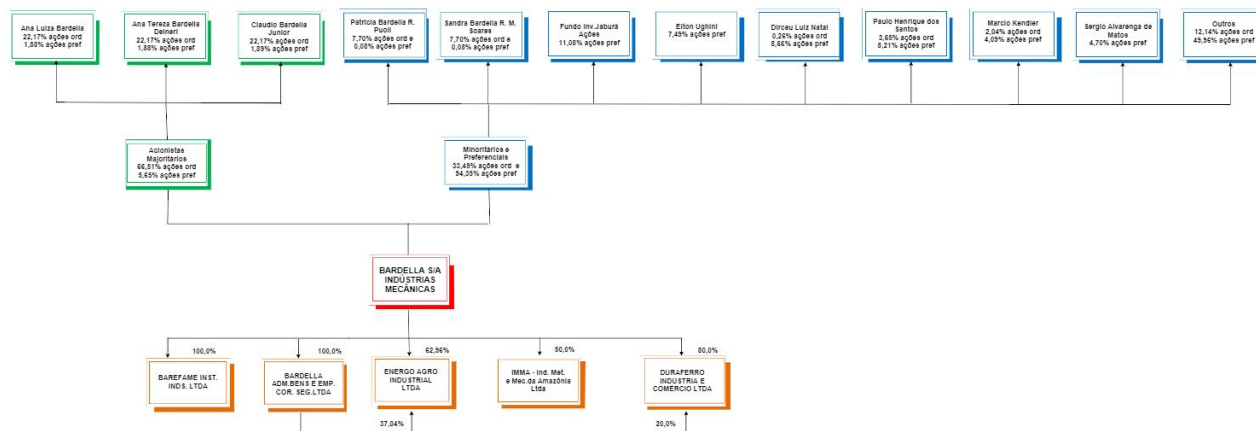 Ana Luiza Bardella
22,17% ações ord
1,88% ações pref
Ana Tereza Bardella
Delneri
22,17% ações ord
1,88% ações pref
Claudio Bardella
Junior
22,17% ações ord
1,89% ações pref
Patricia Bardella R.
Puoli
7,70% ações ord e
0,08% ações pref
Sandra Bardella R. M.
Soares
7,70% ações ord e
0,08% ações pref
Fundo Inv.Jaburá
Ações
11,08% ações pref
Elton Ughini
7,49% ações pref
Dirceu Luiz Natal
0,26% ações ord
8,66% ações pref
Paulo Henrique dos
Santos
3,65% ações ord
8,21% ações pref
Marcio Kendler
2,04% ações ord
4,09% ações pref
Sergio Alvarenga de
Matos
4,70% ações pref
Outros
12,14% ações ord
49,96% ações pref
Acionistas
Majoritários
66,51% ações ord
5,65% ações pref
Minoritários e
Preferenciais
33,49% ações ord e
94,35% ações pref
BARDELLA S/A
INDÚSTRIAS
MECÂNICAS
100,0%
100,0%
62,96%
50,0%
80,0%
BAREFAME INST.
INDS. LTDA
BARDELLA
ADM.BENS E EMP.
COR. SEG.LTDA
ENERGO AGRO
INDUSTRIAL
LTDA
IMMA - Ind. Met.
e Mec.da Amazônia
Ltda
DURAFERRO
INDÚSTRIA E
COMÉRCIO LTDA
37,04%
20,0%